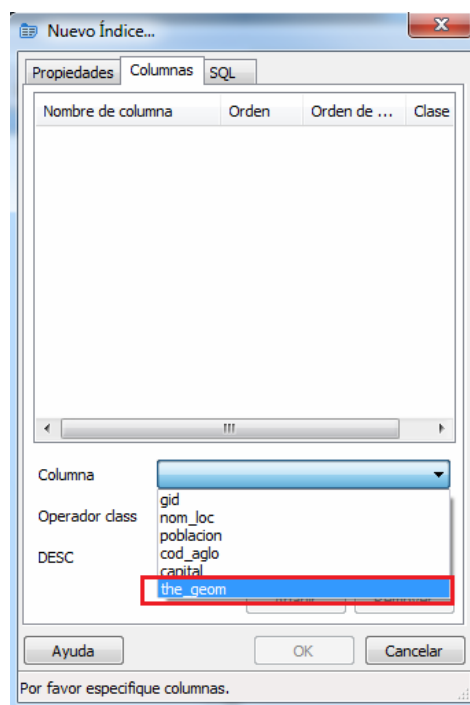 Nuevo Índice...
Propiedades Columnas SQL
Nombre de columna Orden Orden de ... Clase
Columna
gid
Operador class nom_loc
poblacion
DESC cod_aglo
capital
the_geom
Ayuda OK Cancelar
Por favor especifique columnas.